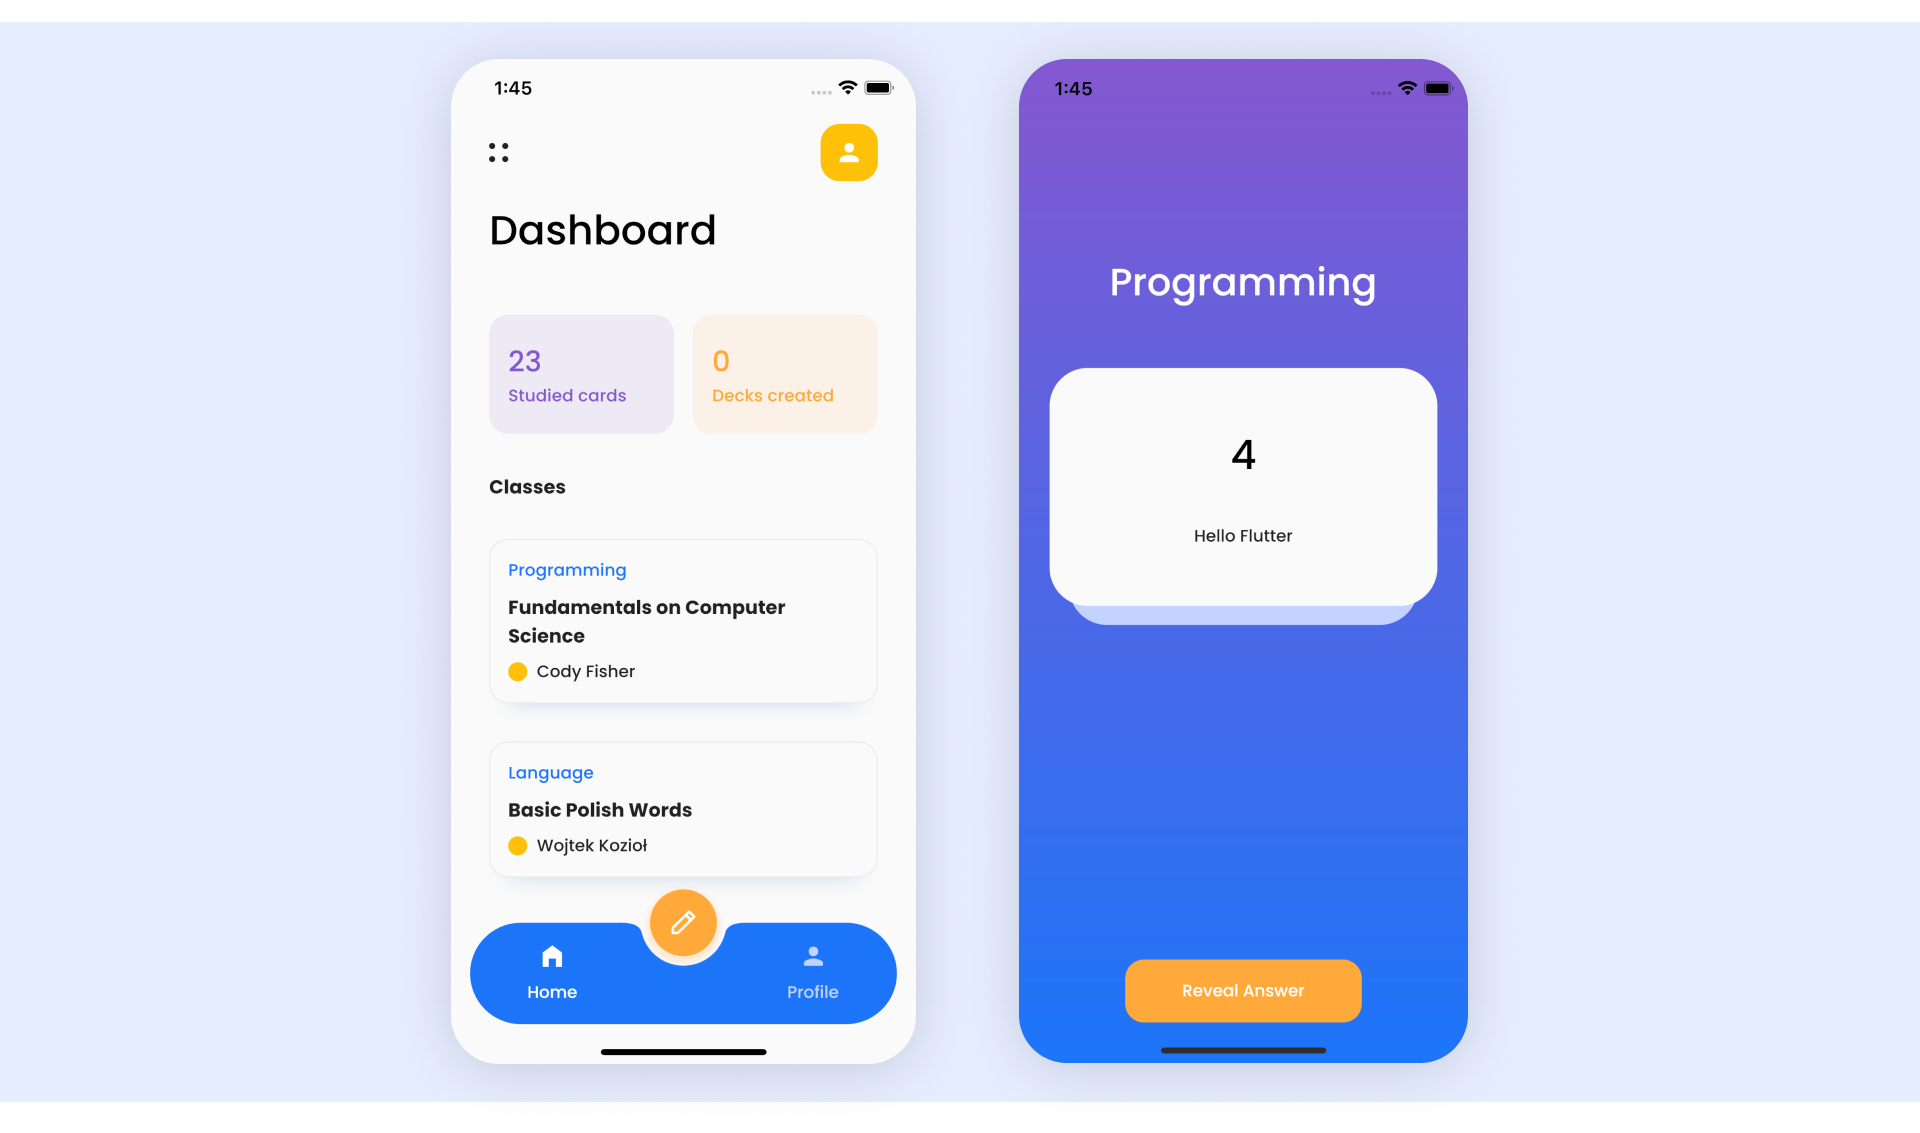 1:45
Dashboard
23
Studied cards
0
Decks created
Classes
Programming
Fundamentals on Computer
Science
Cody Fisher
Language
Basic Polish Words
Wojtek Kozioł
Home
Profile
1:45
Programming
4
Hello Flutter
Reveal Answer